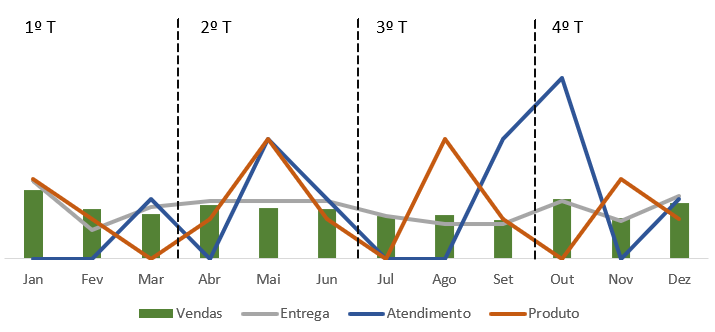 1º T 2º T 3º T 4º T
Jan Fev Mar Abr Mai Jun Jul Ago Set Out Nov Dez
Vendas Entrega Atendimento Produto